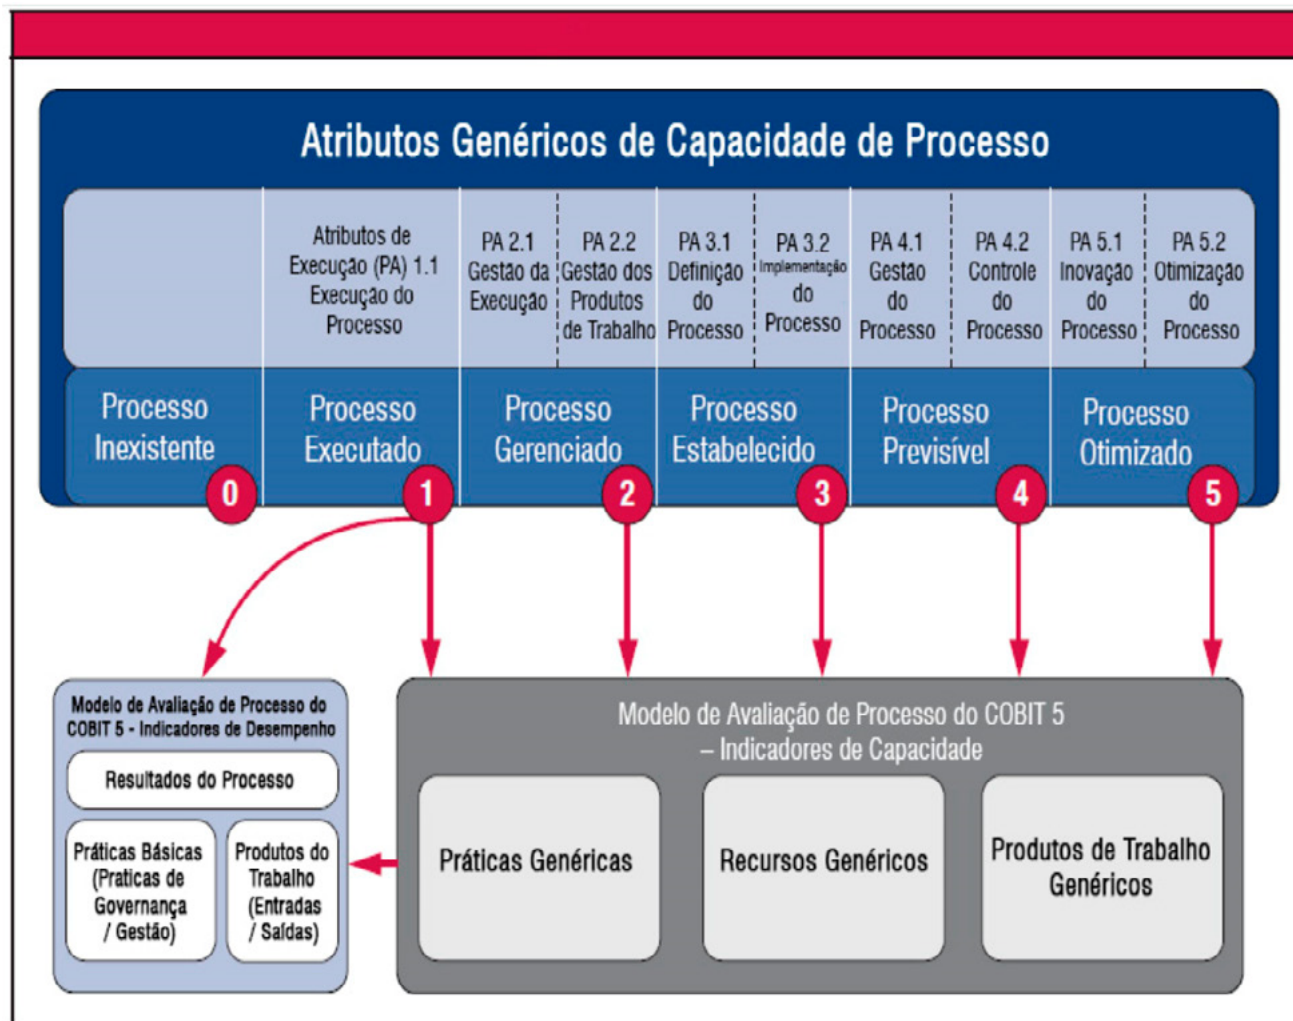 Atributos Genéricos de Capacidade de Processo
Atributos de
Execução (PA) 1.1
Execução do
Processo
PA 2.1
Gestão da
Execução
PA 2.2
Gestão dos
Produtos
de Trabalho
PA 3.1
Definição
do
Processo
PA 3.2
Implementação
do
Processo
PA 4.1
Gestão
do
Processo
PA 4.2
Controle
do
Processo
PA 5.1
Inovação
do
Processo
PA 5.2
Otimização
do
Processo
Processo
Inexistente
0
Processo
Executado
1
Processo
Gerenciado
2
Processo
Estabelecido
3
Processo
Previsível
4
Processo
Otimizado
5
Modelo de Avaliação de Processo do
COBIT 5 - Indicadores de Desempenho
Resultados do Processo
Práticas Básicas
(Praticas de
Governança
/ Gestão)
Produtos do
Trabalho
(Entradas
/ Saídas)
Modelo de Avaliação de Processo do COBIT 5
– Indicadores de Capacidade
Práticas Genéricas
Recursos Genéricos
Produtos de Trabalho
Genéricos